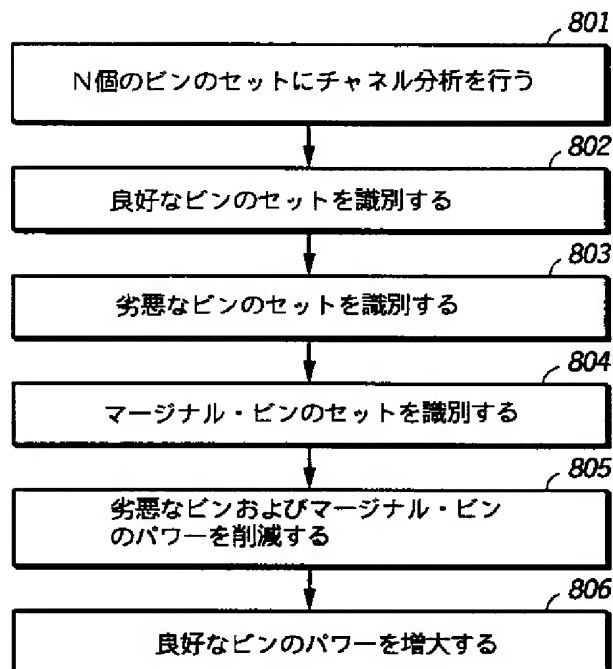 801
N個のビンのセットにチャネル分析を行う
802
良好なビンのセットを識別する
803
劣悪なビンのセットを識別する
804
マージナル・ビンのセットを識別する
805
劣悪なビンおよびマージナル・ビン
のパワーを削減する
806
良好なビンのパワーを増大する